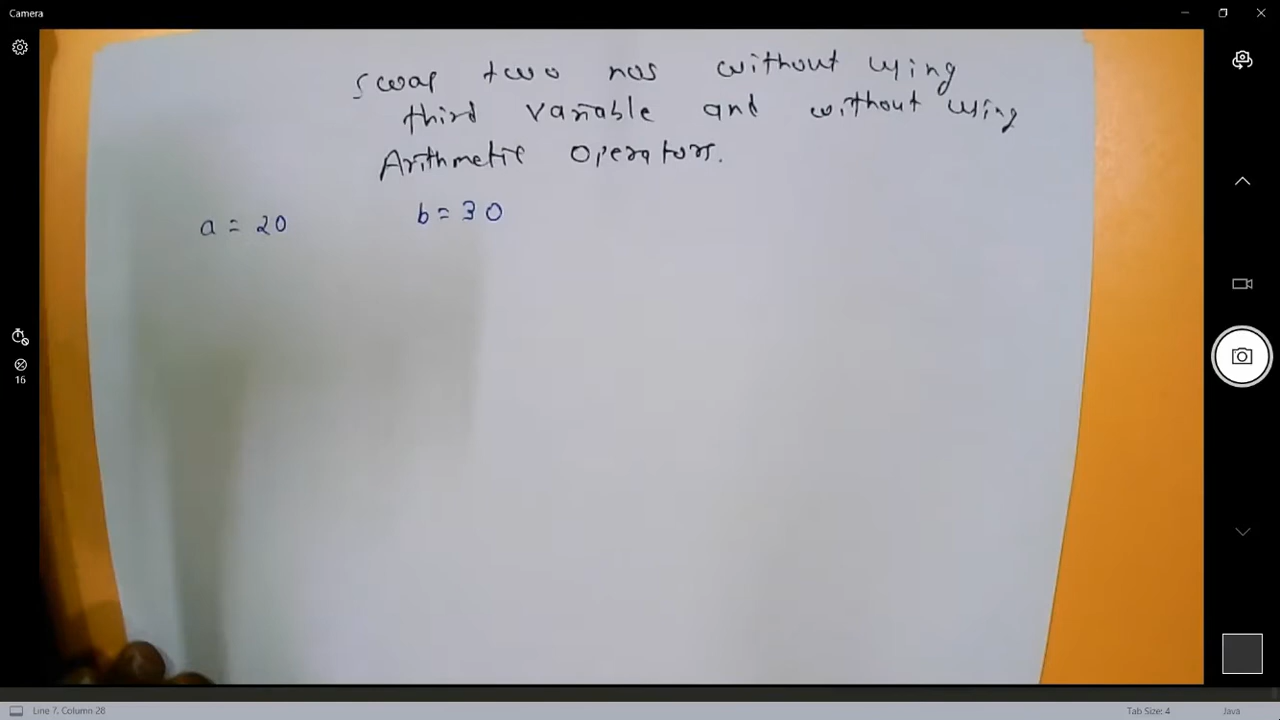 Camera
swap two nos without using
third variable and without using
Arithmetic Operators.
a = 20 b = 30
16
Line 7, Column 28 Tab Size: 4 Java